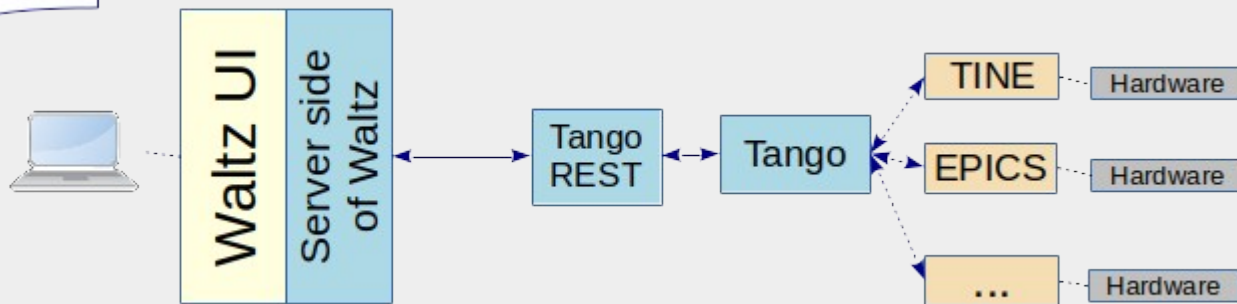 Waltz UI
Server side
of Waltz
Tango
REST
Tango
TINE
Hardware
EPICS
Hardware
...
Hardware